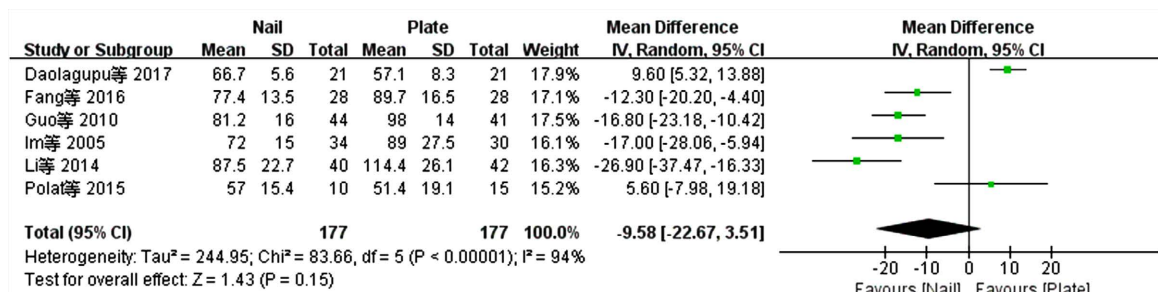 Nail Plate Mean Difference Mean Difference
Study or Subgroup Mean SD Total Mean SD Total Weight IV, Random, 95% CI IV, Random, 95% CI
Daolagupu等 2017 66.7 5.6 21 57.1 8.3 21 17.9% 9.60 [5.32, 13.88]
Fang等 2016 77.4 13.5 28 89.7 16.5 28 17.1% -12.30 [-20.20, -4.40]
Guo等 2010 81.2 16 44 98 14 41 17.5% -16.80 [-23.18, -10.42]
Im等 2005 72 15 34 89 27.5 30 16.0% -17.00 [-28.06, -5.94]
Li等 2014 87.5 22.7 40 114.4 26.1 42 16.3% -26.90 [-37.47, -16.33]
Polat等 2015 57 15.4 10 51.4 19.1 15 15.2% 5.60 [-7.98, 19.18]
Total (95% CI) 177 177 100.0% -9.58 [-22.67, 3.51]
Heterogeneity: Tau² = 244.95; Chi² = 83.66, df = 5 (P < 0.00001); I² = 94%
Test for overall effect: Z = 1.43 (P = 0.15)
-20 -10 0 10 20
Favours [Nail] Favours [Plate]